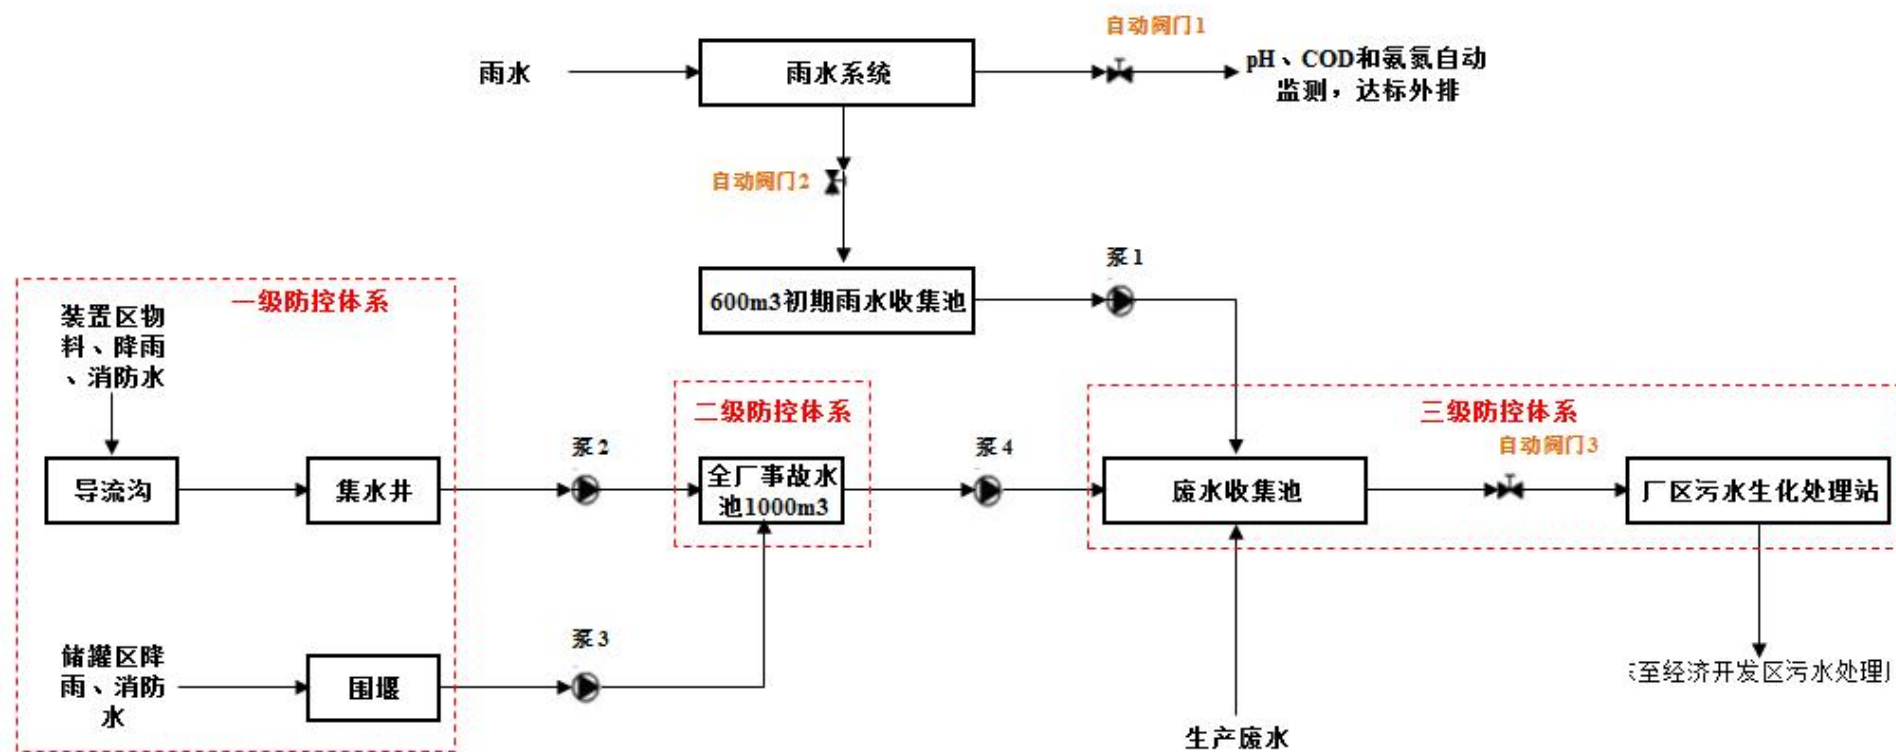 自动阀门1
雨水
雨水系统
pH、COD和氨氮自动
监测，达标外排
自动阀门2
泵1
600m3初期雨水收集池
一级防控体系
装置区物
料、降雨
、消防水
二级防控体系
三级防控体系
泵2
泵4
自动阀门3
导流沟
集水井
全厂事故水
池1000m3
废水收集池
厂区污水生化处理站
泵3
储罐区降
雨、消防
水
围堰
至经济开发区污水处理
生产废水